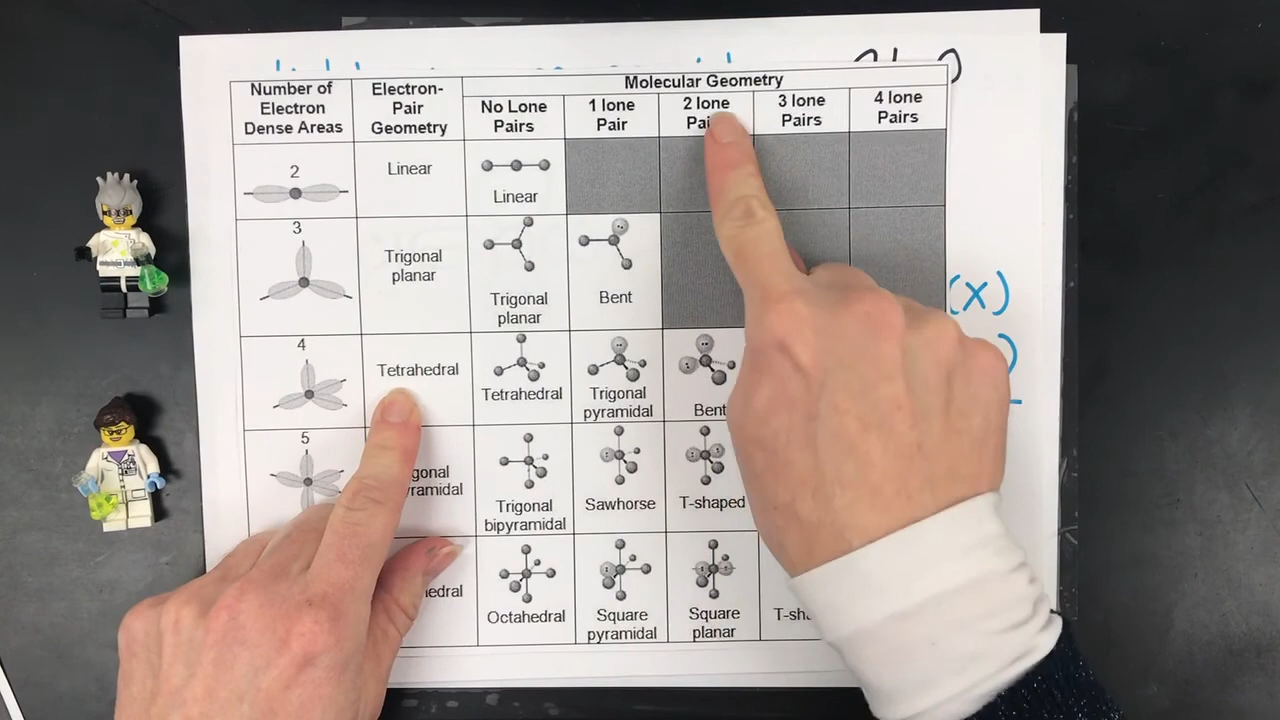 Molecular Geometry
Number of
Electron
Dense Areas
Electron-
Pair
Geometry
No Lone
Pairs
1 lone
Pair
2 lone
3 lone
Pairs
4 lone
Pairs
2
Linear
Linear
3
Trigonal
planar
Trigonal
planar
Bent
(x)
4
Tetrahedral
Tetrahedral
Trigonal
pyramidal
Bent
5
Trigonal
bipyramidal
Sawhorse
T-shaped
Octahedral
Square
pyramidal
Square
planar